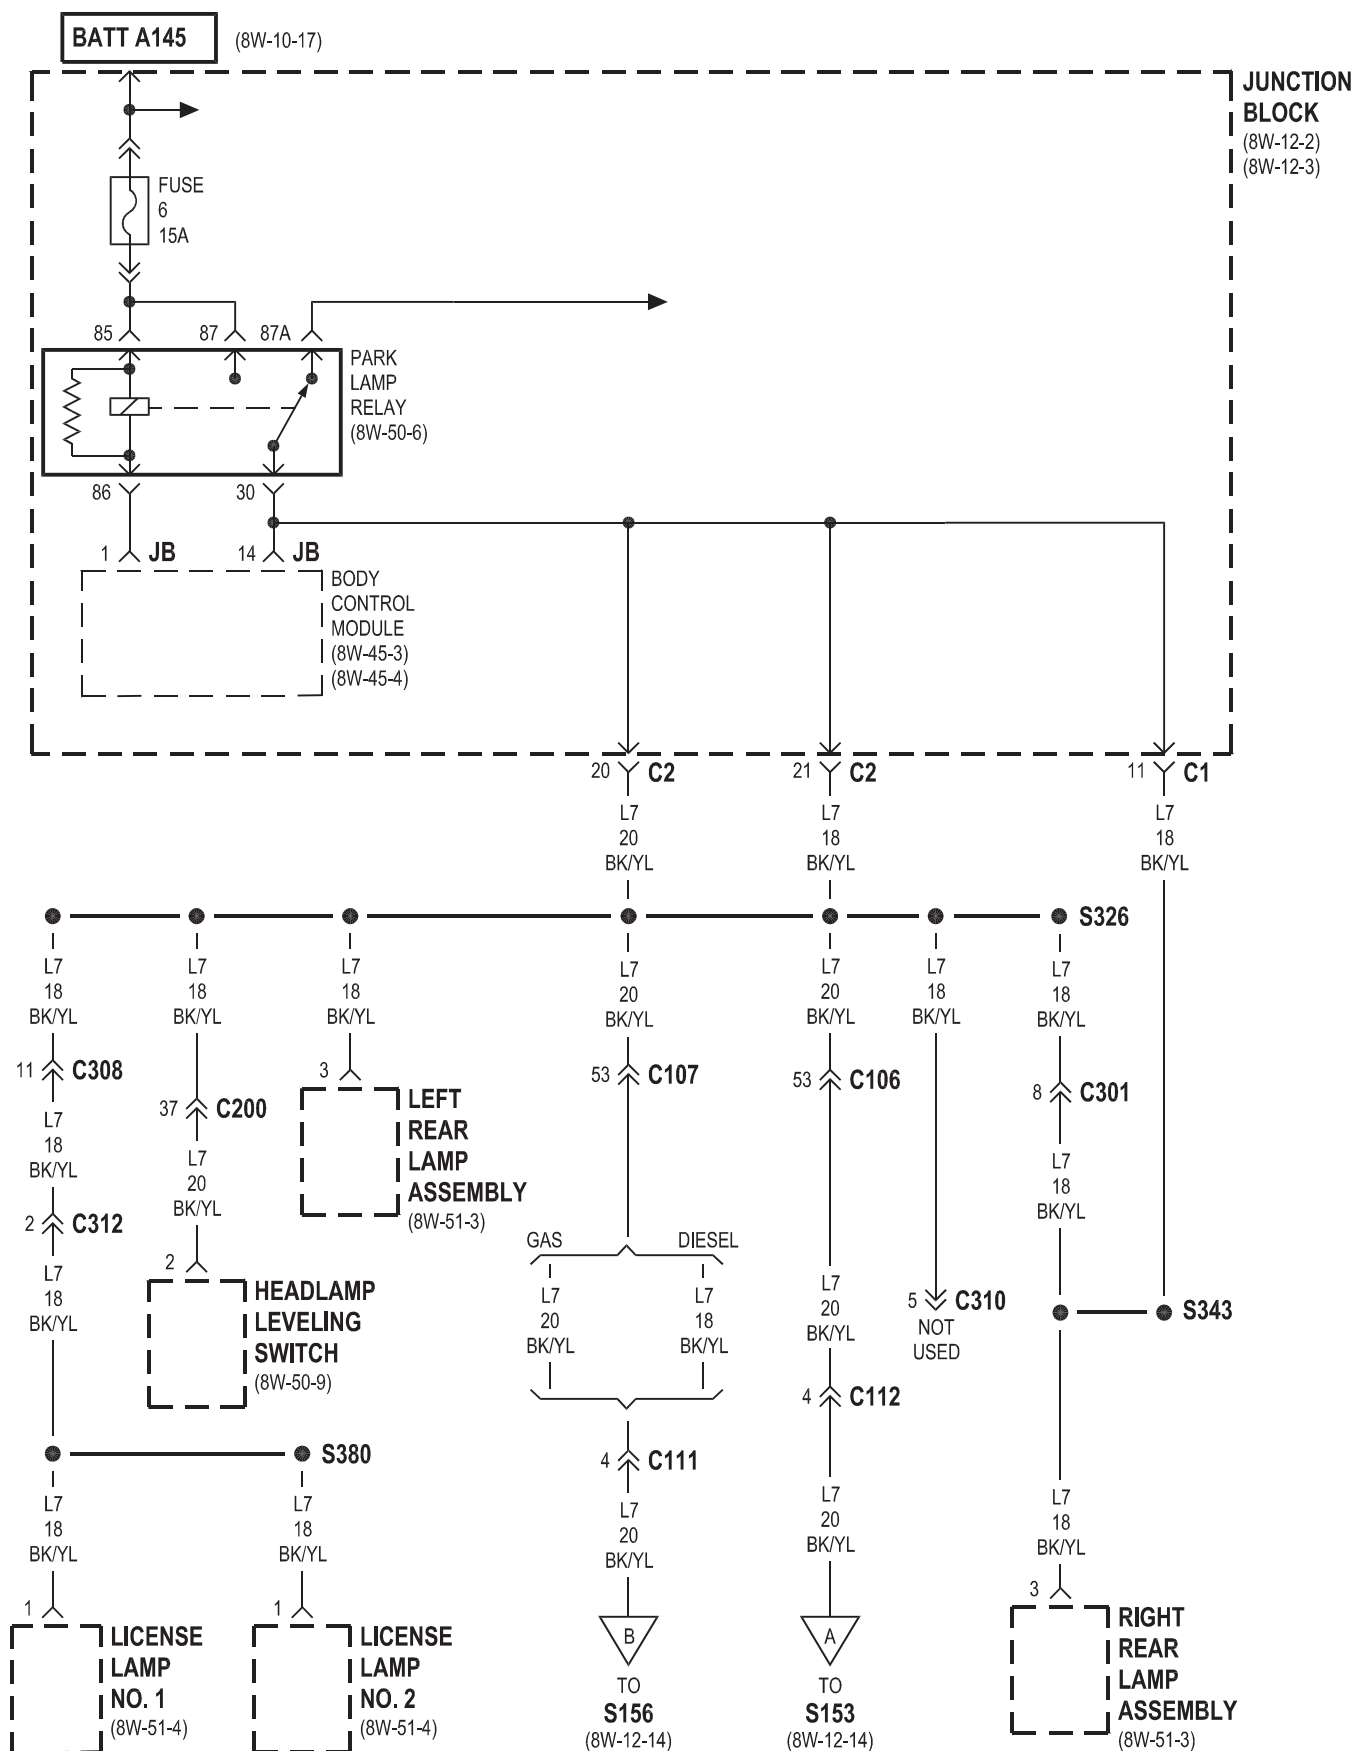 BATT A145
(8W-10-17)
JUNCTION
BLOCK
(8W-12-2)
(8W-12-3)
FUSE
6
15A
85
87
87A
PARK
LAMP
RELAY
(8W-50-6)
86
30
1
JB
14
JB
BODY
CONTROL
MODULE
(8W-45-3)
(8W-45-4)
20
C2
21
C2
11
C1
L7
20
BK/YL
L7
18
BK/YL
L7
18
BK/YL
S326
L7
18
BK/YL
L7
18
BK/YL
L7
18
BK/YL
L7
20
BK/YL
L7
20
BK/YL
L7
18
BK/YL
L7
18
BK/YL
11
C308
37
C200
3
53
C107
53
C106
8
C301
LEFT
REAR
LAMP
ASSEMBLY
(8W-51-3)
L7
18
BK/YL
L7
20
BK/YL
L7
18
BK/YL
2
C312
2
HEADLAMP
LEVELING
SWITCH
(8W-50-9)
GAS
DIESEL
L7
18
BK/YL
L7
20
BK/YL
L7
18
BK/YL
L7
20
BK/YL
5
C310
NOT
USED
S343
4
C112
S380
4
C111
L7
18
BK/YL
L7
18
BK/YL
L7
20
BK/YL
L7
20
BK/YL
L7
18
BK/YL
1
LICENSE
LAMP
NO. 1
(8W-51-4)
1
LICENSE
LAMP
NO. 2
(8W-51-4)
B
TO
S156
(8W-12-14)
A
TO
S153
(8W-12-14)
3
RIGHT
REAR
LAMP
ASSEMBLY
(8W-51-3)